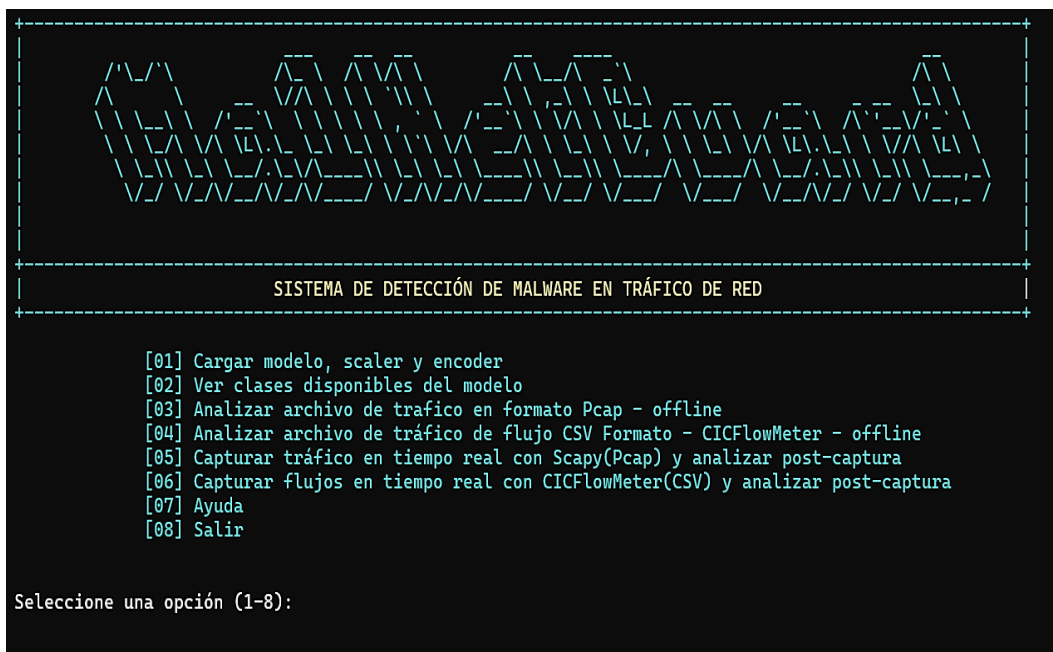 MalNetGuard
SISTEMA DE DETECCIÓN DE MALWARE EN TRÁFICO DE RED
[01] Cargar modelo, scaler y encoder
[02] Ver clases disponibles del modelo
[03] Analizar archivo de trafico en formato Pcap - offline
[04] Analizar archivo de tráfico de flujo CSV Formato - CICFlowMeter - offline
[05] Capturar tráfico en tiempo real con Scapy(Pcap) y analizar post-captura
[06] Capturar flujos en tiempo real con CICFlowMeter(CSV) y analizar post-captura
[07] Ayuda
[08] Salir
Seleccione una opción (1-8):